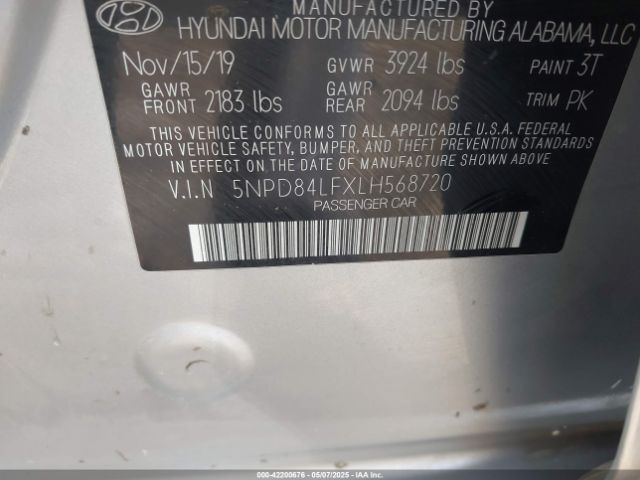 MANUFACTURED BY
HYUNDAI MOTOR MANUFACTURING ALABAMA, LLC
Nov/15/19 GVWR 3924 lbs PAINT 3T
GAWR FRONT 2183 lbs GAWR REAR 2094 lbs TRIM PK
THIS VEHICLE CONFORMS TO ALL APPLICABLE U.S.A. FEDERAL
MOTOR VEHICLE SAFETY, BUMPER, AND THEFT PREVENTION STANDARDS
IN EFFECT ON THE DATE OF MANUFACTURE SHOWN ABOVE.
V.I.N 5NPD84LFXLH568720
PASSENGER CAR
000-42200676 05/07/2025 IAAI.com